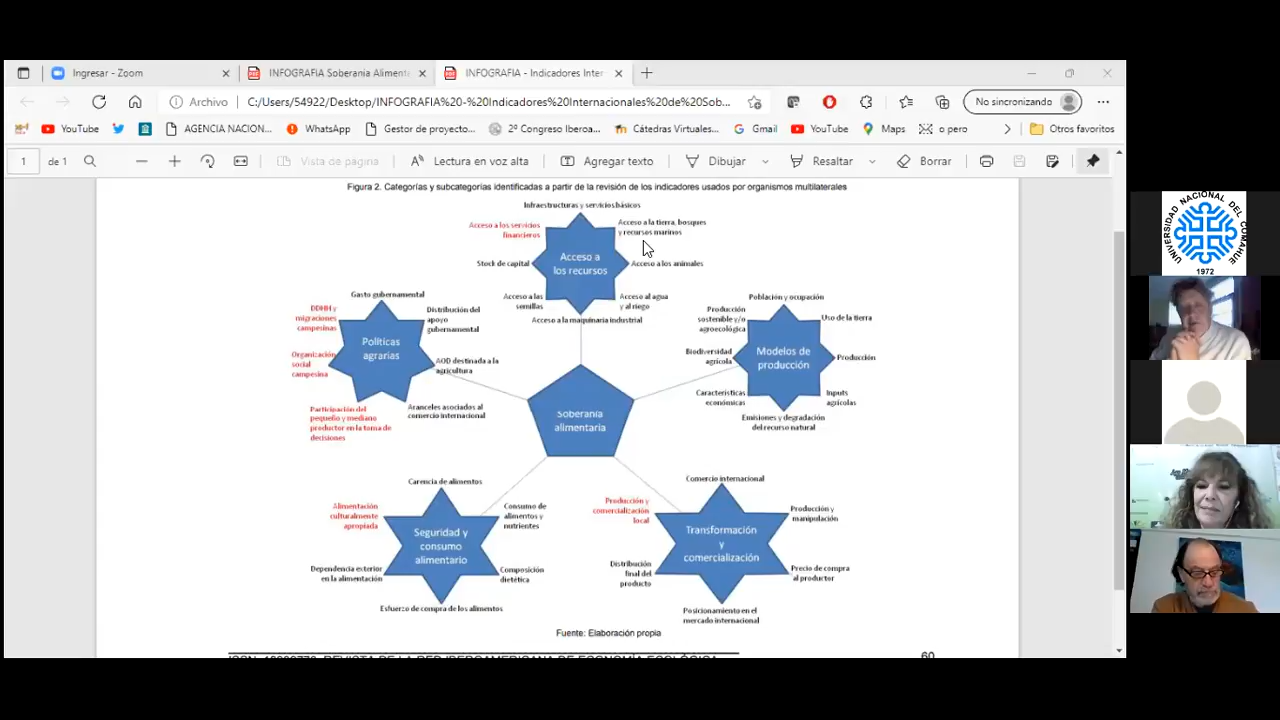 Ingresar - Zoom
INFOGRAFIA Soberania Alimenta
INFOGRAFIA - Indicadores Inter
Archivo
C:/Users/54922/Desktop/INFOGRAFIA%20-%20Indicadores%20Internacionales%20de%20Sob...
No sincronizando
YouTube
AGENCIA NACION...
WhatsApp
Gestor de proyecto...
2º Congreso Iberoa...
Cátedras Virtuales...
Gmail
YouTube
Maps
o pero
Otros favoritos
1 de 1
Vista de página
Lectura en voz alta
Agregar texto
Dibujar
Resaltar
Borrar
Figura 2. Categorías y subcategorías identificadas a partir de la revisión de los indicadores usados por organismos multilaterales
Infraestructuras y servicios básicos
Acceso a los servicios
financieros
Acceso a la tierra, bosques
y recursos marinos
Stock de capital
Acceso a
los recursos
Acceso a los animales
Acceso a las
semillas
Acceso al agua
y al riego
Acceso a la maquinaria industrial
Gasto gubernamental
DDHH y
migraciones
campesinas
Distribución del
apoyo
gubernamental
Políticas
agrarias
Organización
social
campesina
AOD destinada a la
agricultura
Participación del
pequeño y mediano
productor en la toma de
decisiones
Aranceles asociados al
comercio internacional
Población y ocupación
Producción
sostenible y/o
agroecológica
Uso de la tierra
Biodiversidad
agrícola
Modelos de
producción
Producción
Características
económicas
Inputs
agrícolas
Emisiones y degradación
del recurso natural
Soberanía
alimentaria
Carencia de alimentos
Alimentación
culturalmente
apropiada
Consumo de
alimentos y
nutrientes
Seguridad y
consumo
alimentario
Dependencia exterior
en la alimentación
Composición
dietética
Esfuerzo de compra de los alimentos
Comercio internacional
Producción y
comercialización
local
Producción y
manipulación
Transformación
y
comercialización
Distribución
final del
producto
Precio de compra
al productor
Posicionamiento en el
mercado internacional
Fuente: Elaboración propia
REVISTA DE LA RED IBEROAMERICANA DE ECONOMÍA ECOLÓGICA
60
UNIVERSIDAD NACIONAL DEL COMAHUE
1972